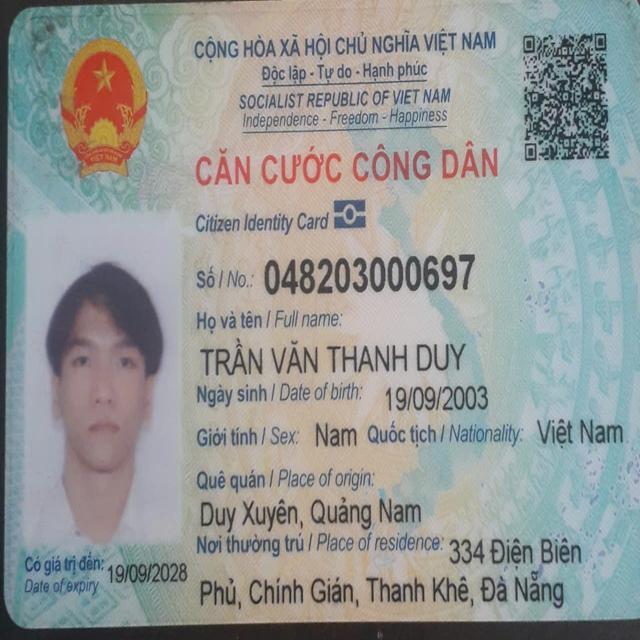 CỘNG HÒA XÃ HỘI CHỦ NGHĨA VIỆT NAM
Độc lập - Tự do - Hạnh phúc
SOCIALIST REPUBLIC OF VIET NAM
Independence - Freedom - Happiness
CĂN CƯỚC CÔNG DÂN
Citizen Identity Card
Số / No.: 048203000697
Họ và tên / Full name:
TRẦN VĂN THANH DUY
Ngày sinh / Date of birth: 19/09/2003
Giới tính / Sex: Nam Quốc tịch / Nationality: Việt Nam
Quê quán / Place of origin:
Duy Xuyên, Quảng Nam
Nơi thường trú / Place of residence: 334 Điện Biên
Phủ, Chính Gián, Thanh Khê, Đà Nẵng
Có giá trị đến: 19/09/2028
Date of expiry
VIỆT NAM